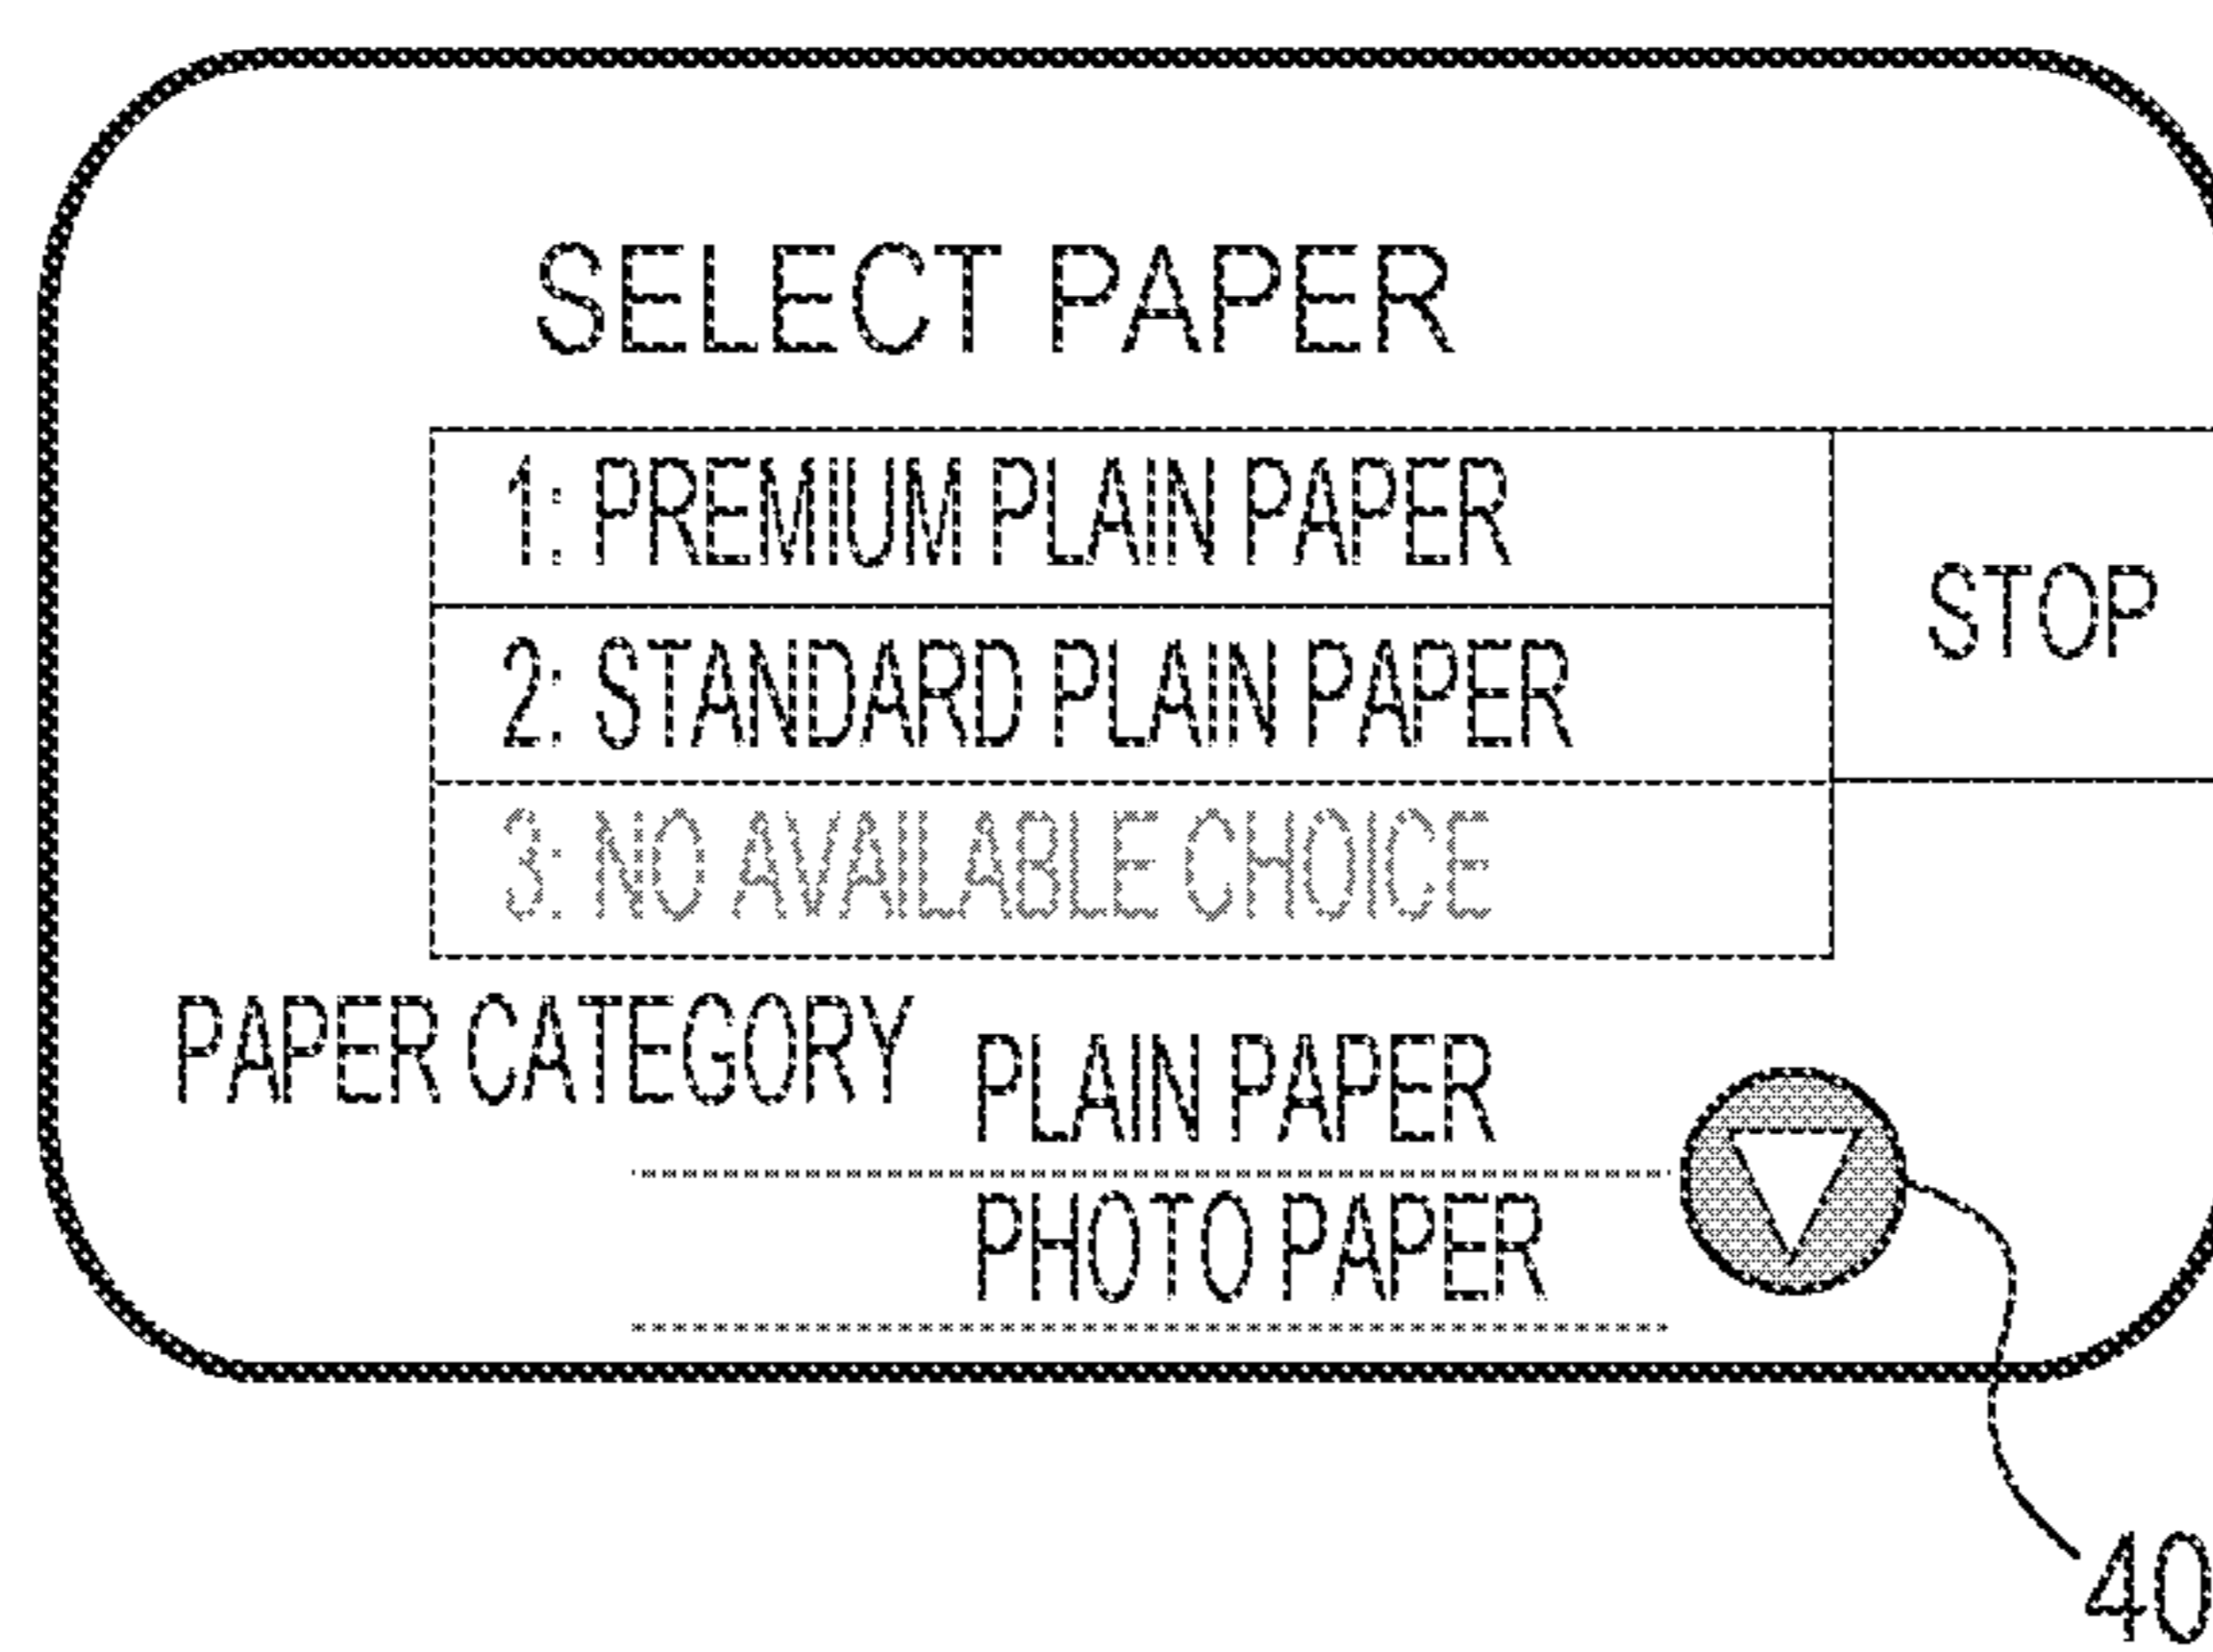 SELECT PAPER
1: PREMIUM PLAIN PAPER
STOP
2: STANDARD PLAIN PAPER
3: NO AVAILABLE CHOICE
PAPER CATEGORY
PLAIN PAPER
PHOTO PAPER
40